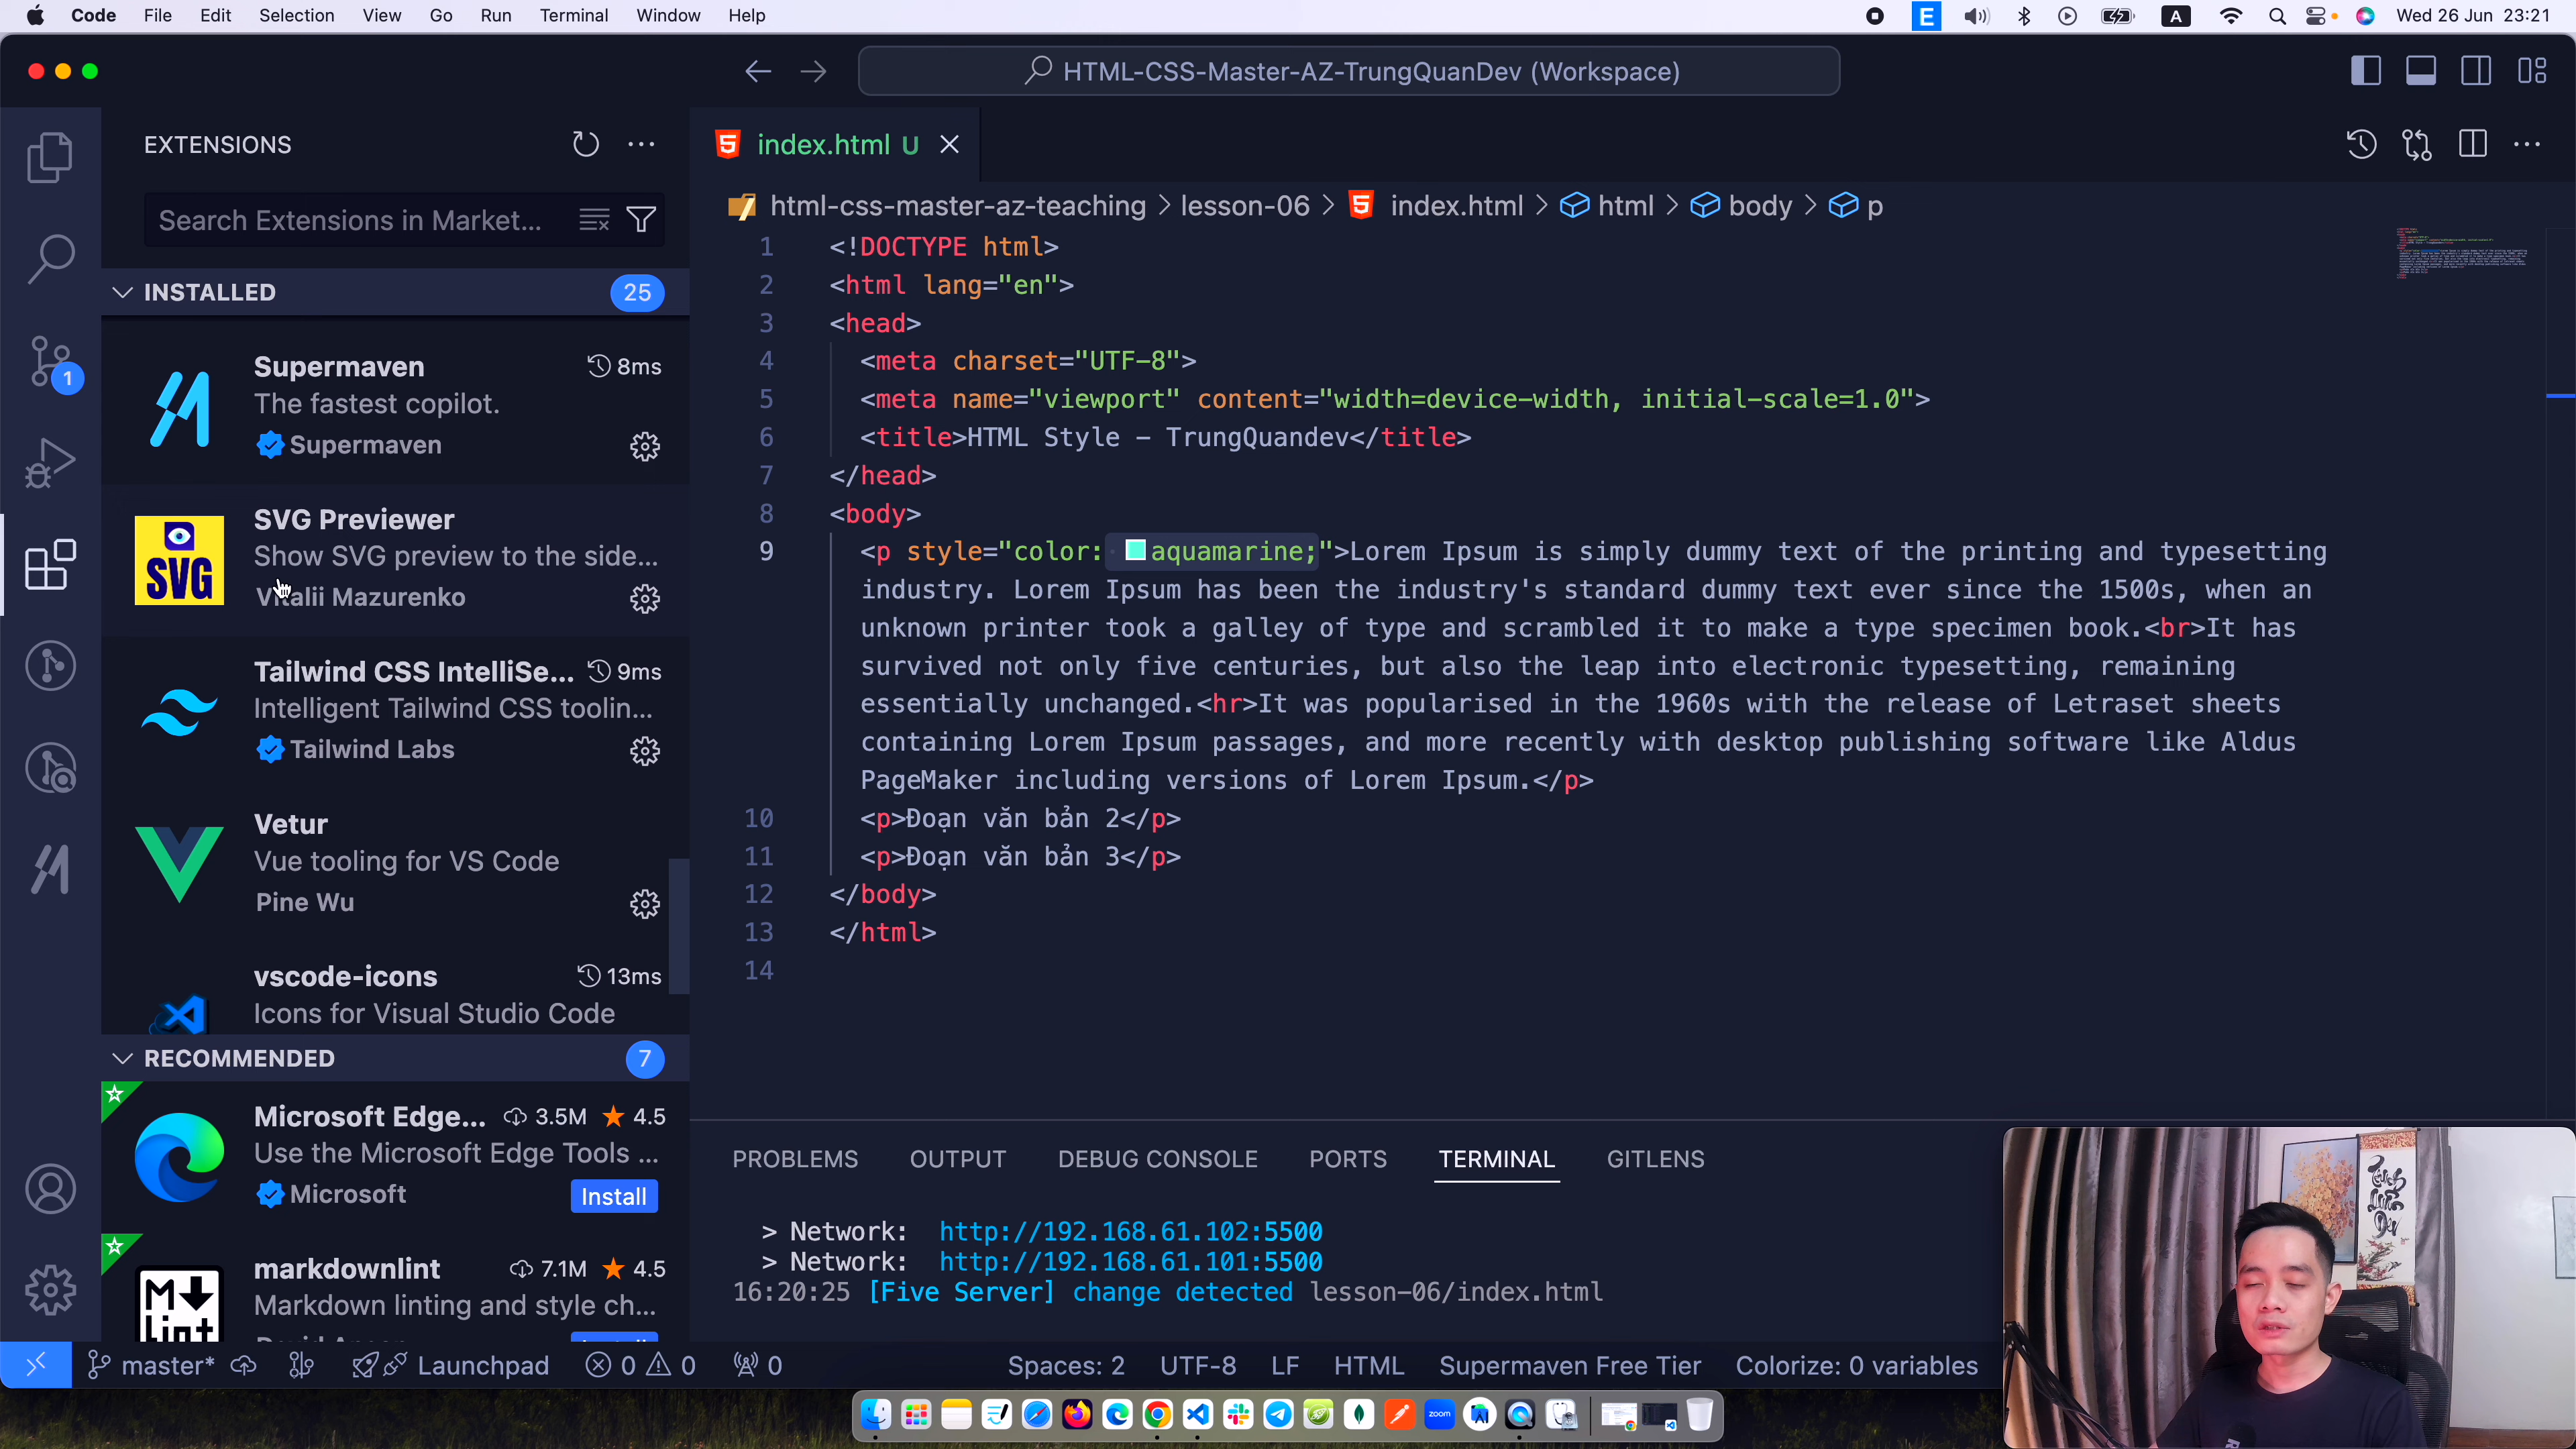 Code File Edit Selection View Go Run Terminal Window Help
E A Wed 26 Jun 23:21
HTML-CSS-Master-AZ-TrungQuanDev (Workspace)
EXTENSIONS
Search Extensions in Market...
INSTALLED 25
Supermaven 8ms
The fastest copilot.
Supermaven
SVG Previewer
Show SVG preview to the side...
Vitalii Mazurenko
SVG
Tailwind CSS IntelliSe... 9ms
Intelligent Tailwind CSS toolin...
Tailwind Labs
Vetur
Vue tooling for VS Code
Pine Wu
vscode-icons 13ms
Icons for Visual Studio Code
RECOMMENDED 7
Microsoft Edge... 3.5M 4.5
Use the Microsoft Edge Tools ...
Microsoft Install
markdownlint 7.1M 4.5
Markdown linting and style ch...
1
index.html U
html-css-master-az-teaching > lesson-06 > index.html > html > body > p
1 <!DOCTYPE html>
2 <html lang="en">
3 <head>
4 <meta charset="UTF-8">
5 <meta name="viewport" content="width=device-width, initial-scale=1.0">
6 <title>HTML Style - TrungQuandev</title>
7 </head>
8 <body>
9 <p style="color: aquamarine;">Lorem Ipsum is simply dummy text of the printing and typesetting
industry. Lorem Ipsum has been the industry's standard dummy text ever since the 1500s, when an
unknown printer took a galley of type and scrambled it to make a type specimen book.<br>It has
survived not only five centuries, but also the leap into electronic typesetting, remaining
essentially unchanged.<hr>It was popularised in the 1960s with the release of Letraset sheets
containing Lorem Ipsum passages, and more recently with desktop publishing software like Aldus
PageMaker including versions of Lorem Ipsum.</p>
10 <p>Đoạn văn bản 2</p>
11 <p>Đoạn văn bản 3</p>
12 </body>
13 </html>
14
PROBLEMS OUTPUT DEBUG CONSOLE PORTS TERMINAL GITLENS
> Network: http://192.168.61.102:5500
> Network: http://192.168.61.101:5500
16:20:25 [Five Server] change detected lesson-06/index.html
master* Launchpad 0 0 0 Spaces: 2 UTF-8 LF HTML Supermaven Free Tier Colorize: 0 variables
zoom